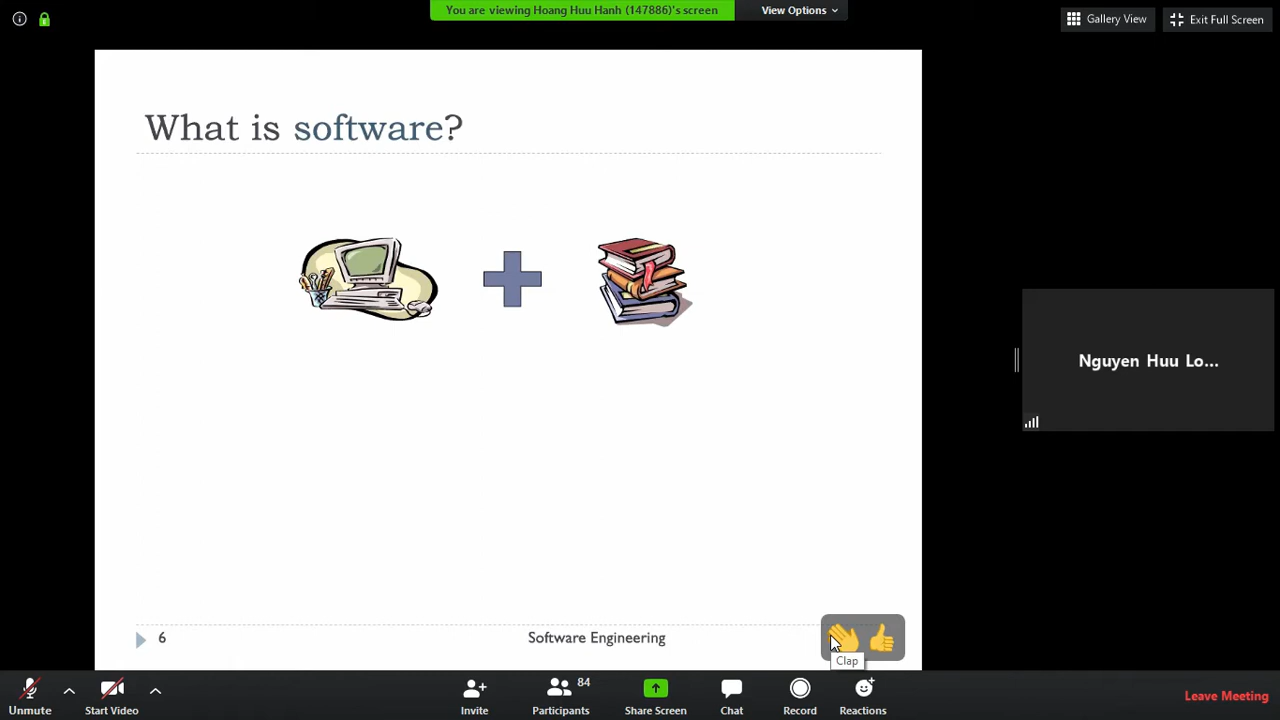 You are viewing Hoang Huu Hanh (147886)'s screen
View Options
Gallery View
Exit Full Screen
What is software?
Nguyen Huu Lo...
6
Software Engineering
Clap
Unmute
Start Video
Invite
84
Participants
Share Screen
Chat
Record
Reactions
Leave Meeting